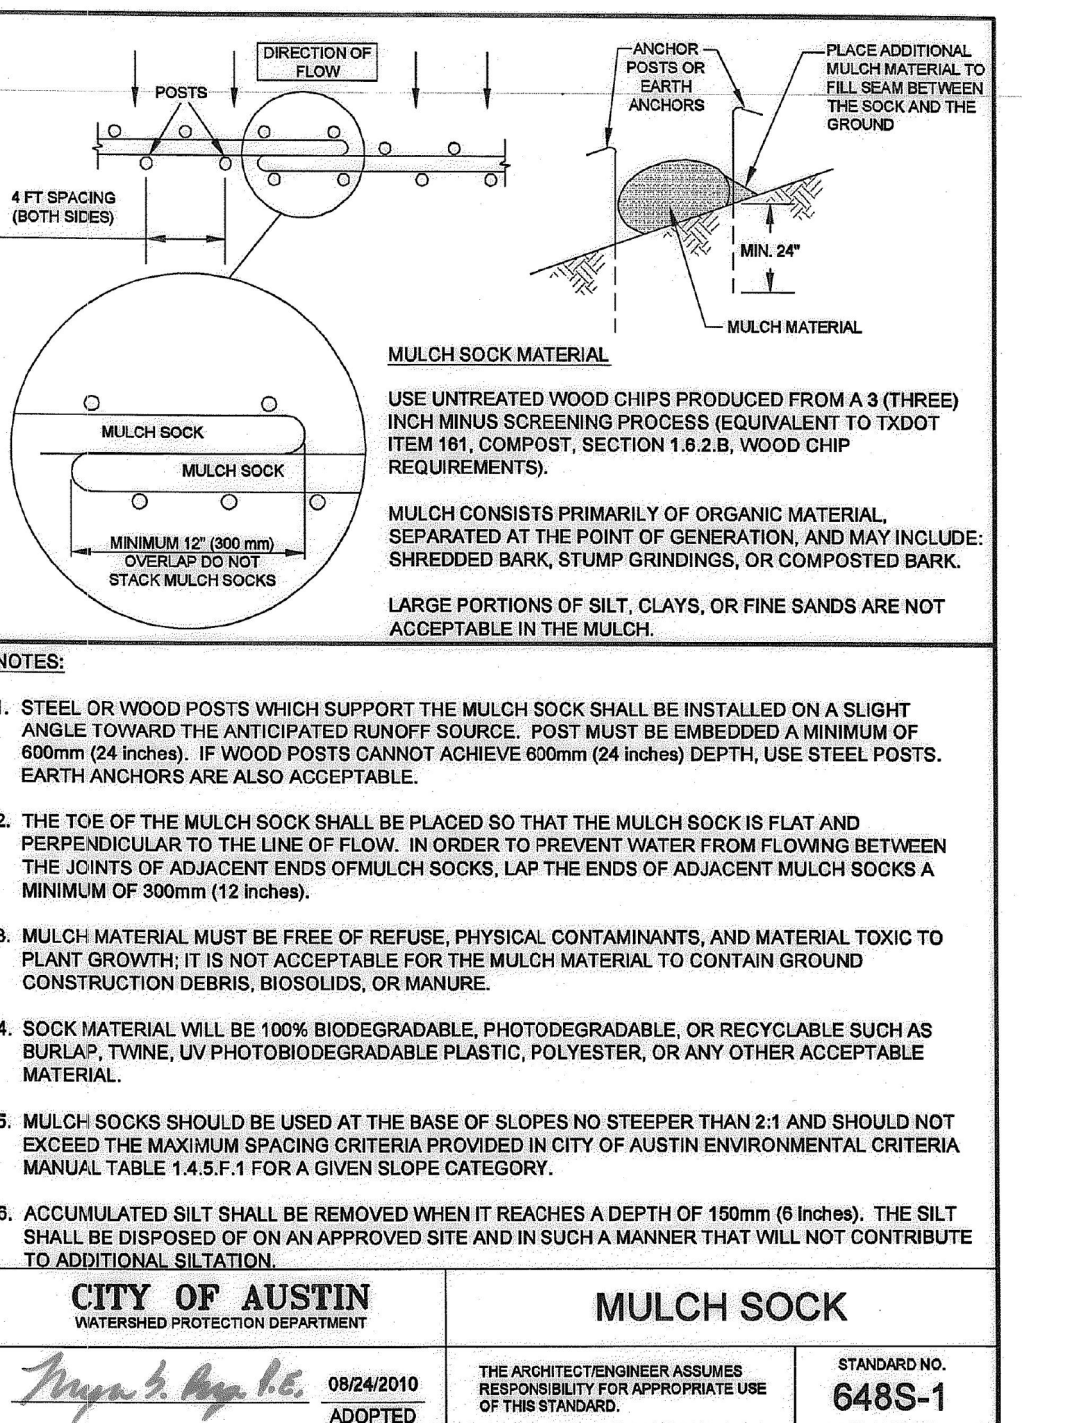 DIRECTION OF
FLOW
POSTS
4 FT SPACING
(BOTH SIDES)
ANCHOR
POSTS OR
EARTH
ANCHORS
PLACE ADDITIONAL
MULCH MATERIAL TO
FILL SEAM BETWEEN
THE SOCK AND THE
GROUND
MIN. 24"
MULCH MATERIAL
MULCH SOCK
MULCH SOCK
MINIMUM 12" (300 mm)
OVERLAP DO NOT
STACK MULCH SOCKS
MULCH SOCK MATERIAL
USE UNTREATED WOOD CHIPS PRODUCED FROM A 3 (THREE)
INCH MINUS SCREENING PROCESS (EQUIVALENT TO TXDOT
ITEM 161, COMPOST, SECTION 1.6.2.B, WOOD CHIP
REQUIREMENTS).
MULCH CONSISTS PRIMARILY OF ORGANIC MATERIAL,
SEPARATED AT THE POINT OF GENERATION, AND MAY INCLUDE:
SHREDDED BARK, STUMP GRINDINGS, OR COMPOSTED BARK.
LARGE PORTIONS OF SILT, CLAYS, OR FINE SANDS ARE NOT
ACCEPTABLE IN THE MULCH.
NOTES:
1. STEEL OR WOOD POSTS WHICH SUPPORT THE MULCH SOCK SHALL BE INSTALLED ON A SLIGHT
ANGLE TOWARD THE ANTICIPATED RUNOFF SOURCE. POST MUST BE EMBEDDED A MINIMUM OF
600mm (24 inches). IF WOOD POSTS CANNOT ACHIEVE 600mm (24 inches) DEPTH, USE STEEL POSTS.
EARTH ANCHORS ARE ALSO ACCEPTABLE.
2. THE TOE OF THE MULCH SOCK SHALL BE PLACED SO THAT THE MULCH SOCK IS FLAT AND
PERPENDICULAR TO THE LINE OF FLOW. IN ORDER TO PREVENT WATER FROM FLOWING BETWEEN
THE JOINTS OF ADJACENT ENDS OFMULCH SOCKS, LAP THE ENDS OF ADJACENT MULCH SOCKS A
MINIMUM OF 300mm (12 inches).
3. MULCH MATERIAL MUST BE FREE OF REFUSE, PHYSICAL CONTAMINANTS, AND MATERIAL TOXIC TO
PLANT GROWTH; IT IS NOT ACCEPTABLE FOR THE MULCH MATERIAL TO CONTAIN GROUND
CONSTRUCTION DEBRIS, BIOSOLIDS, OR MANURE.
4. SOCK MATERIAL WILL BE 100% BIODEGRADABLE, PHOTODEGRADABLE, OR RECYCLABLE SUCH AS
BURLAP, TWINE, UV PHOTOBIODEGRADABLE PLASTIC, POLYESTER, OR ANY OTHER ACCEPTABLE
MATERIAL.
5. MULCH SOCKS SHOULD BE USED AT THE BASE OF SLOPES NO STEEPER THAN 2:1 AND SHOULD NOT
EXCEED THE MAXIMUM SPACING CRITERIA PROVIDED IN CITY OF AUSTIN ENVIRONMENTAL CRITERIA
MANUAL TABLE 1.4.5.F.1 FOR A GIVEN SLOPE CATEGORY.
6. ACCUMULATED SILT SHALL BE REMOVED WHEN IT REACHES A DEPTH OF 150mm (6 inches). THE SILT
SHALL BE DISPOSED OF ON AN APPROVED SITE AND IN SUCH A MANNER THAT WILL NOT CONTRIBUTE
TO ADDITIONAL SILTATION.
CITY OF AUSTIN
WATERSHED PROTECTION DEPARTMENT
MULCH SOCK
P.E. 08/24/2010
ADOPTED
THE ARCHITECT/ENGINEER ASSUMES
RESPONSIBILITY FOR APPROPRIATE USE
OF THIS STANDARD.
STANDARD NO.
648S-1